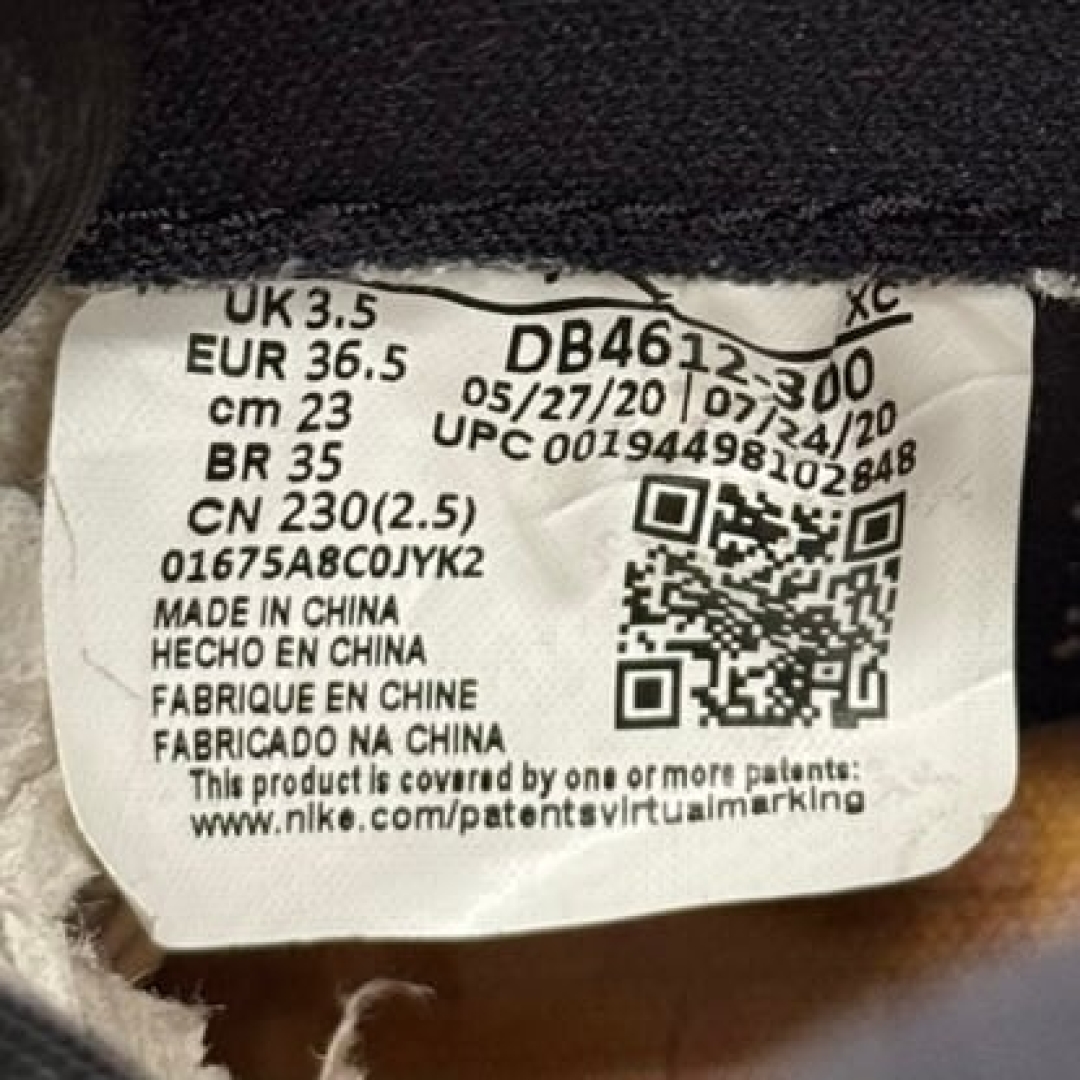 UK 3.5
EUR 36.5
cm 23
BR 35
CN 230(2.5)
01675A8C0JYK2
MADE IN CHINA
HECHO EN CHINA
FABRIQUE EN CHINE
FABRICADO NA CHINA
XC
DB4612-300
05/27/20 | 07/24/20
UPC 00194498102848
This product is covered by one or more patents:
www.nike.com/patentsvirtualmarking